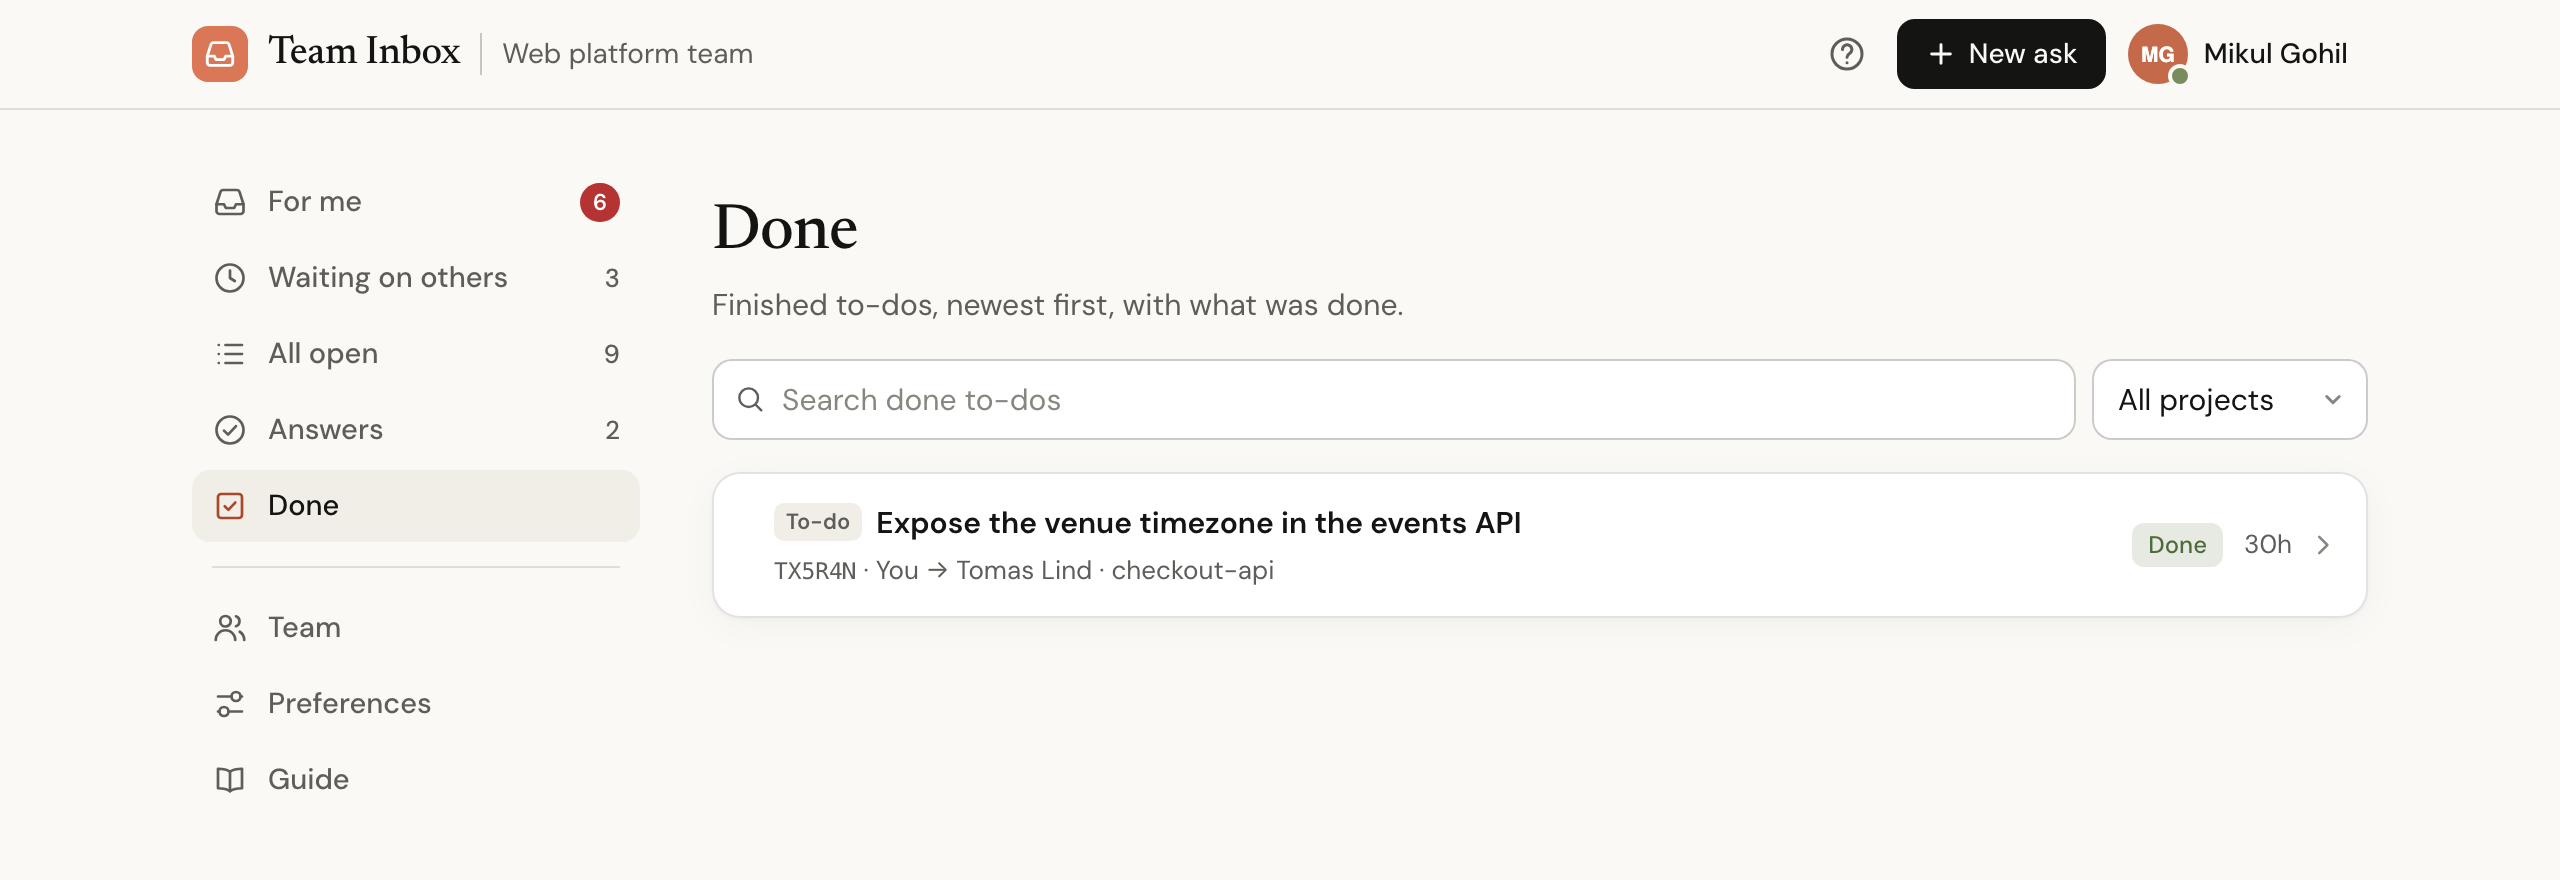 Team Inbox
Web platform team
New ask
MG
Mikul Gohil
For me 6
Waiting on others 3
All open 9
Answers 2
Done
Team
Preferences
Guide
Done
Finished to-dos, newest first, with what was done.
Search done to-dos
All projects
To-do Expose the venue timezone in the events API
TX5R4N · You → Tomas Lind · checkout-api
Done 30h